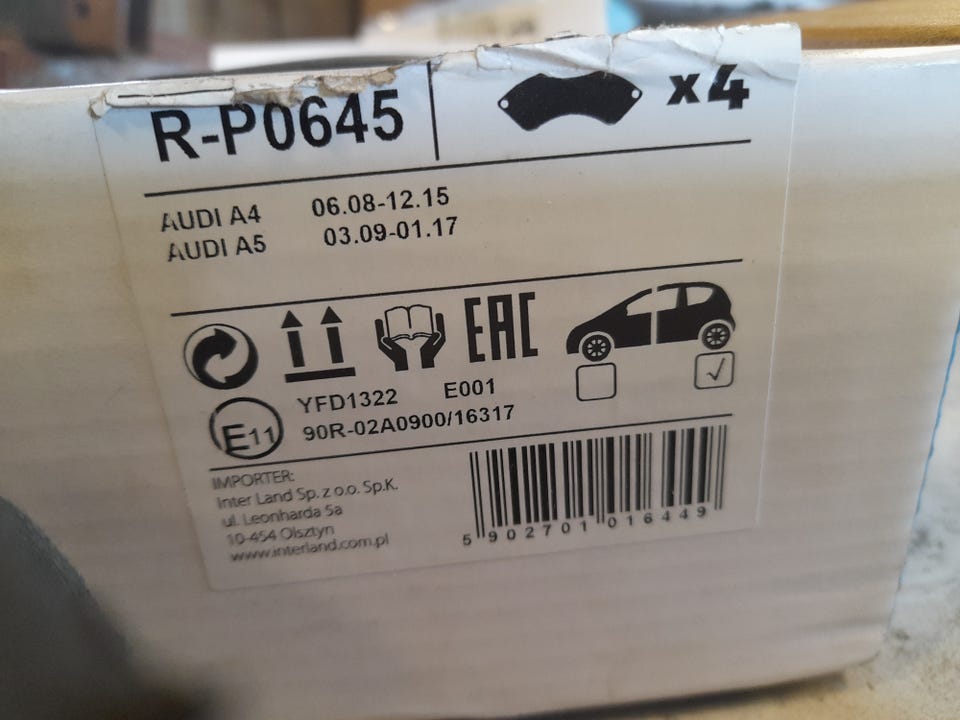 R-P0645
x4
AUDI A4 06.08-12.15
AUDI A5 03.09-01.17
EAC
YFD1322 E001
E11
90R-02A0900/16317
IMPORTER:
Inter Land Sp. z o.o. Sp.K.
ul. Leonharda 5a
10-454 Olsztyn
www.interland.com.pl
5 902701 016449